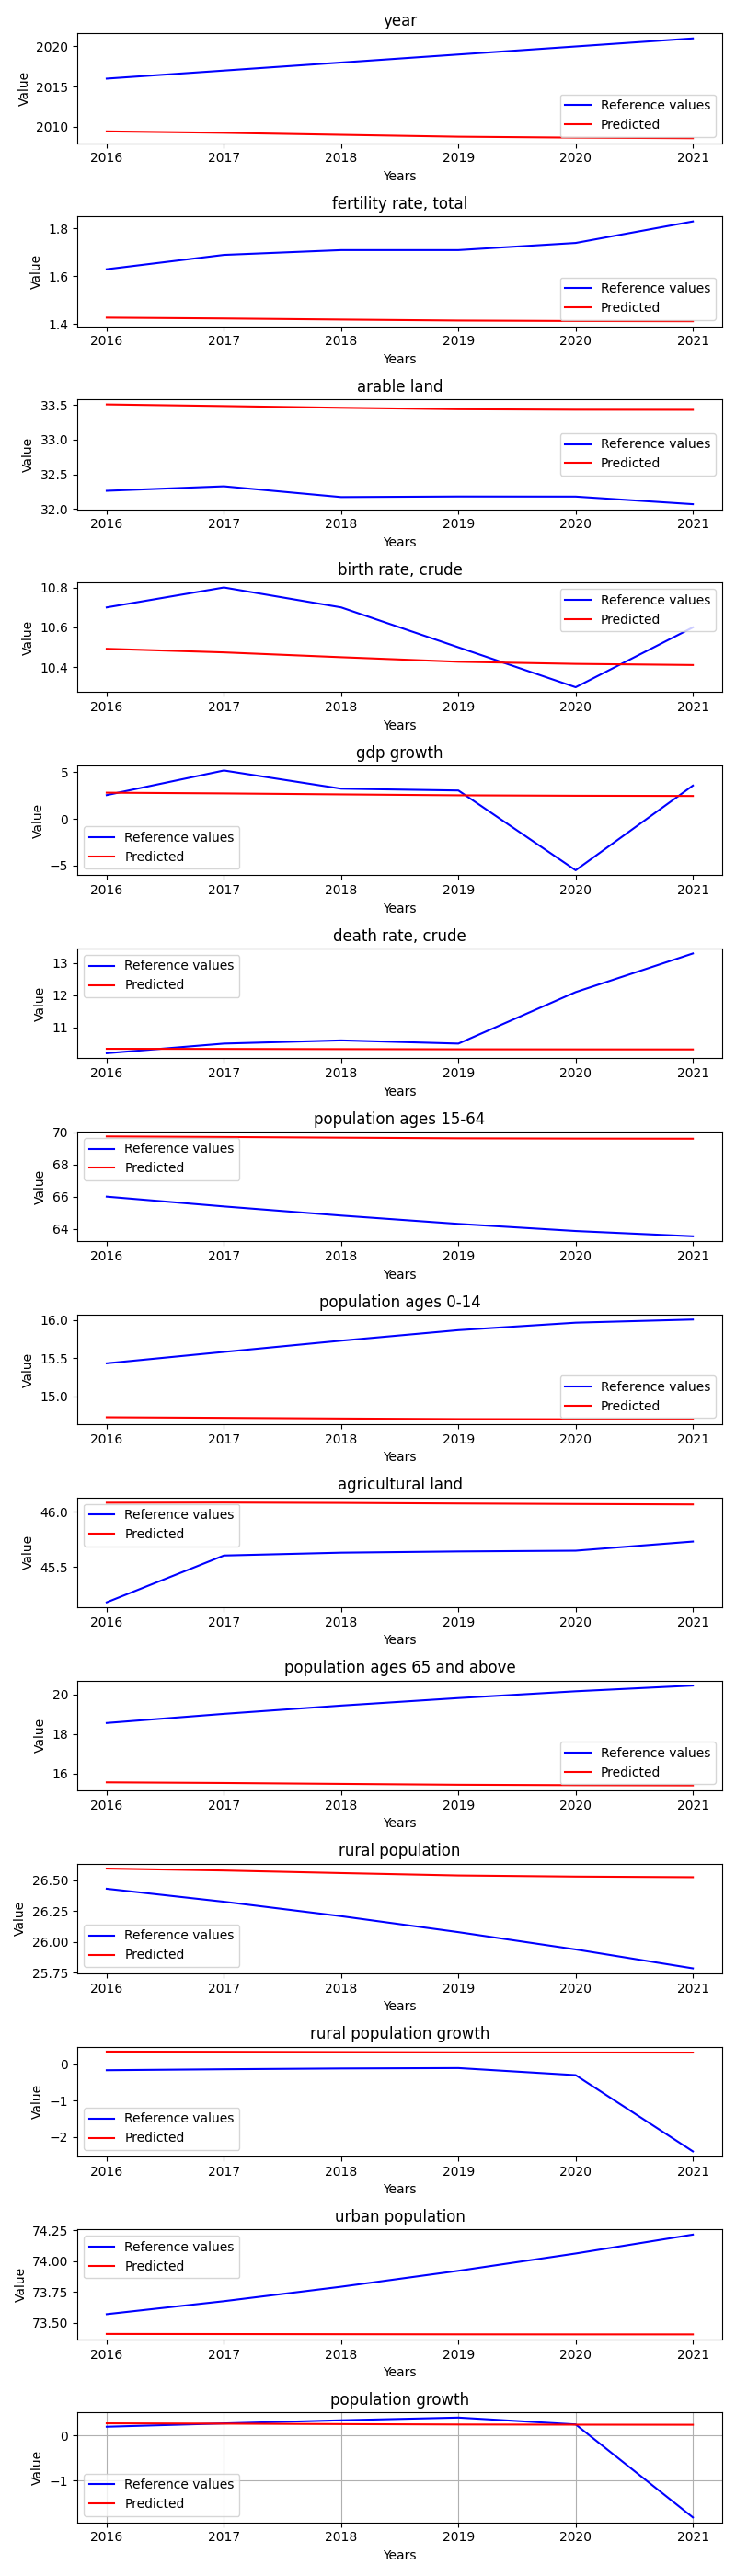 year
2020
2015
2010
Value
Reference values
Predicted
2016 2017 2018 2019 2020 2021
Years
fertility rate, total
1.8
1.6
1.4
Value
Reference values
Predicted
2016 2017 2018 2019 2020 2021
Years
arable land
33.5
33.0
32.5
32.0
Value
Reference values
Predicted
2016 2017 2018 2019 2020 2021
Years
birth rate, crude
10.8
10.6
10.4
Value
Reference values
Predicted
2016 2017 2018 2019 2020 2021
Years
gdp growth
5
0
−5
Value
Reference values
Predicted
2016 2017 2018 2019 2020 2021
Years
death rate, crude
13
12
11
Value
Reference values
Predicted
2016 2017 2018 2019 2020 2021
Years
population ages 15-64
70
68
66
64
Value
Reference values
Predicted
2016 2017 2018 2019 2020 2021
Years
population ages 0-14
16.0
15.5
15.0
Value
Reference values
Predicted
2016 2017 2018 2019 2020 2021
Years
agricultural land
46.0
45.5
Value
Reference values
Predicted
2016 2017 2018 2019 2020 2021
Years
population ages 65 and above
20
18
16
Value
Reference values
Predicted
2016 2017 2018 2019 2020 2021
Years
rural population
26.50
26.25
26.00
25.75
Value
Reference values
Predicted
2016 2017 2018 2019 2020 2021
Years
rural population growth
0
−1
−2
Value
Reference values
Predicted
2016 2017 2018 2019 2020 2021
Years
urban population
74.25
74.00
73.75
73.50
Value
Reference values
Predicted
2016 2017 2018 2019 2020 2021
Years
population growth
0
−1
Value
Reference values
Predicted
2016 2017 2018 2019 2020 2021
Years